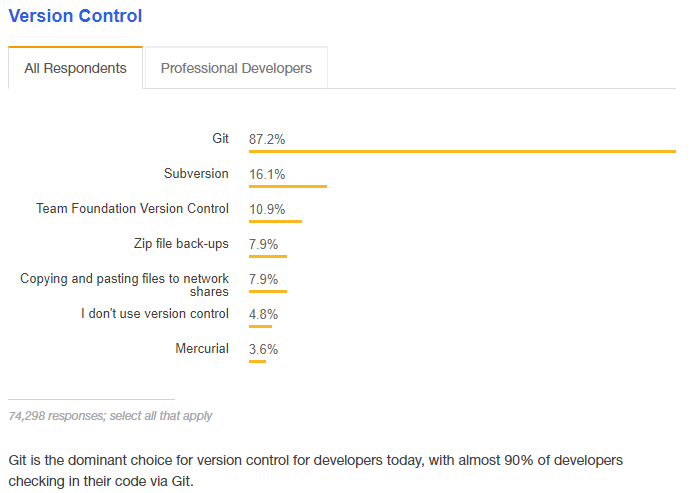 Version Control
All Respondents
Professional Developers
Git 87.2%
Subversion 16.1%
Team Foundation Version Control 10.9%
Zip file back-ups 7.9%
Copying and pasting files to network
shares 7.9%
I don't use version control 4.8%
Mercurial 3.6%
74,298 responses; select all that apply
Git is the dominant choice for version control for developers today, with almost 90% of developers
checking in their code via Git.